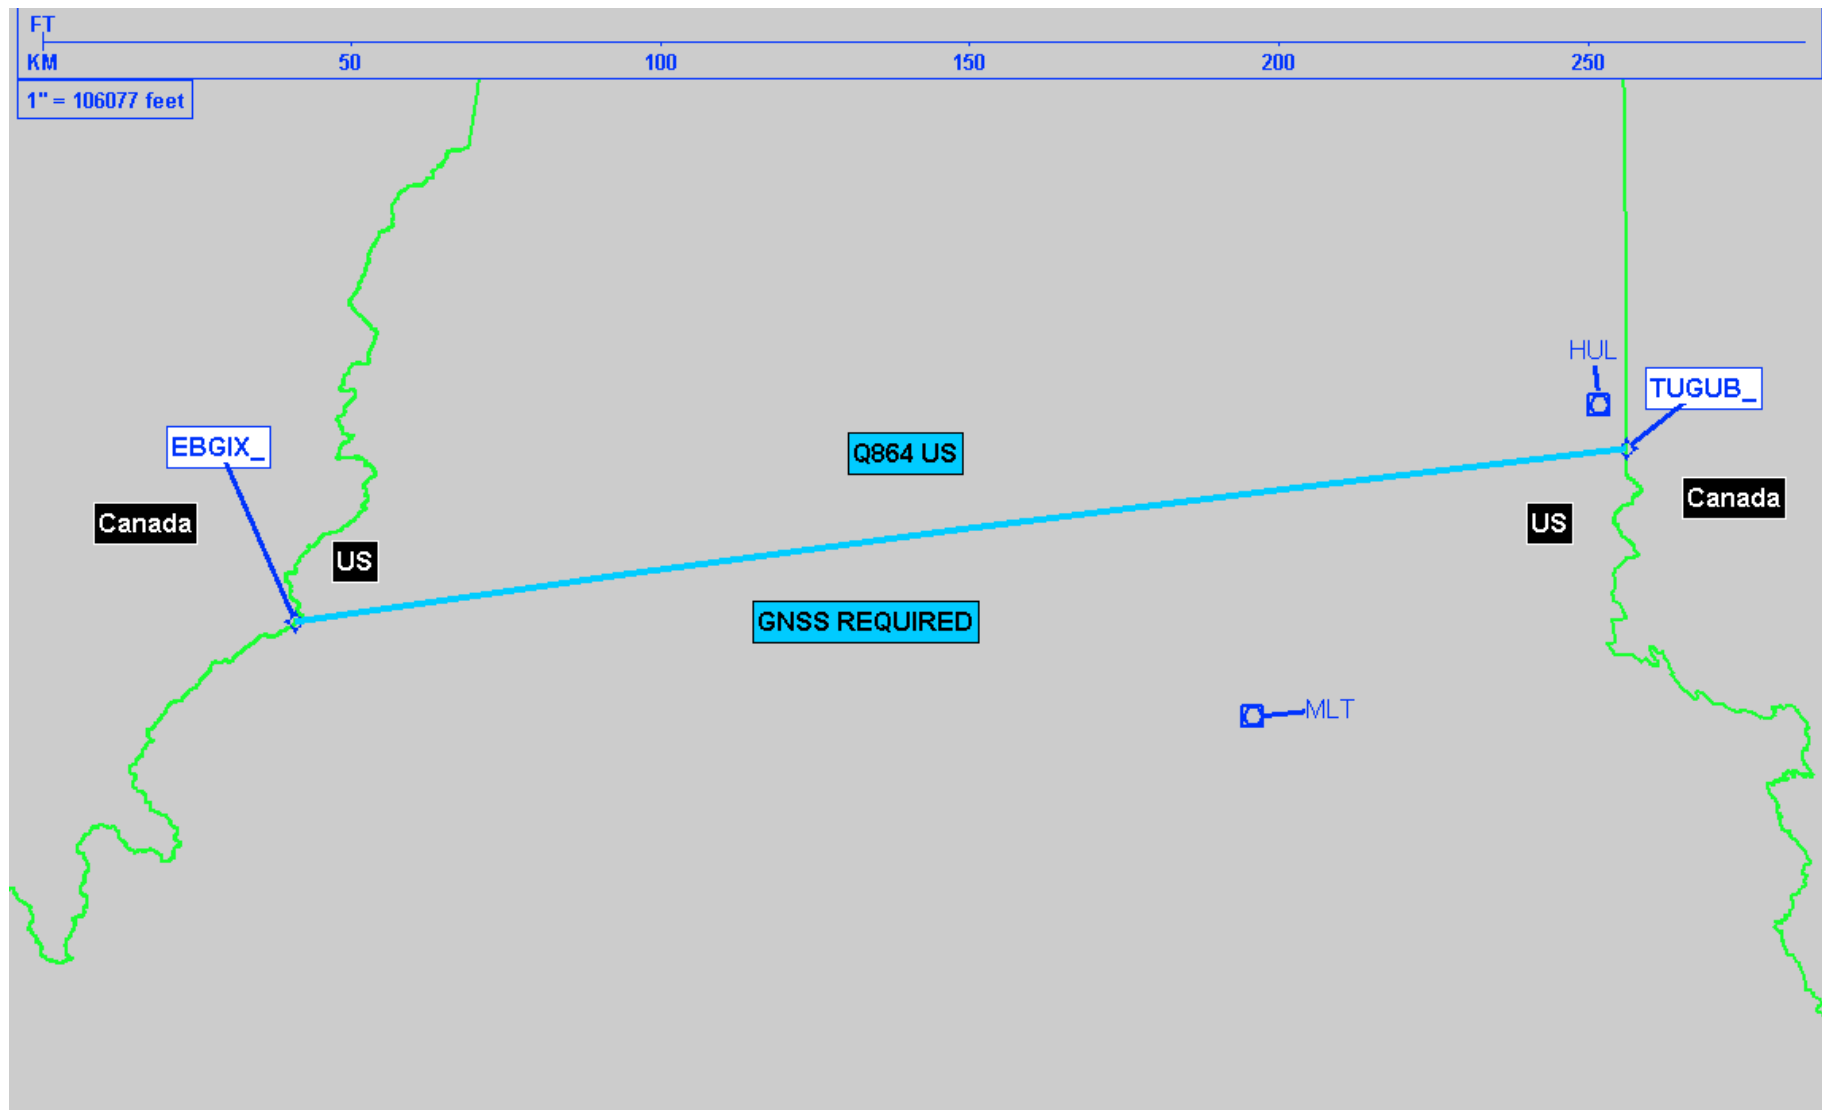 FT
KM 50 100 150 200 250
1" = 106077 feet
HUL
TUGUB_
EBGIX_
Q864 US
Canada
US
US
Canada
GNSS REQUIRED
MLT